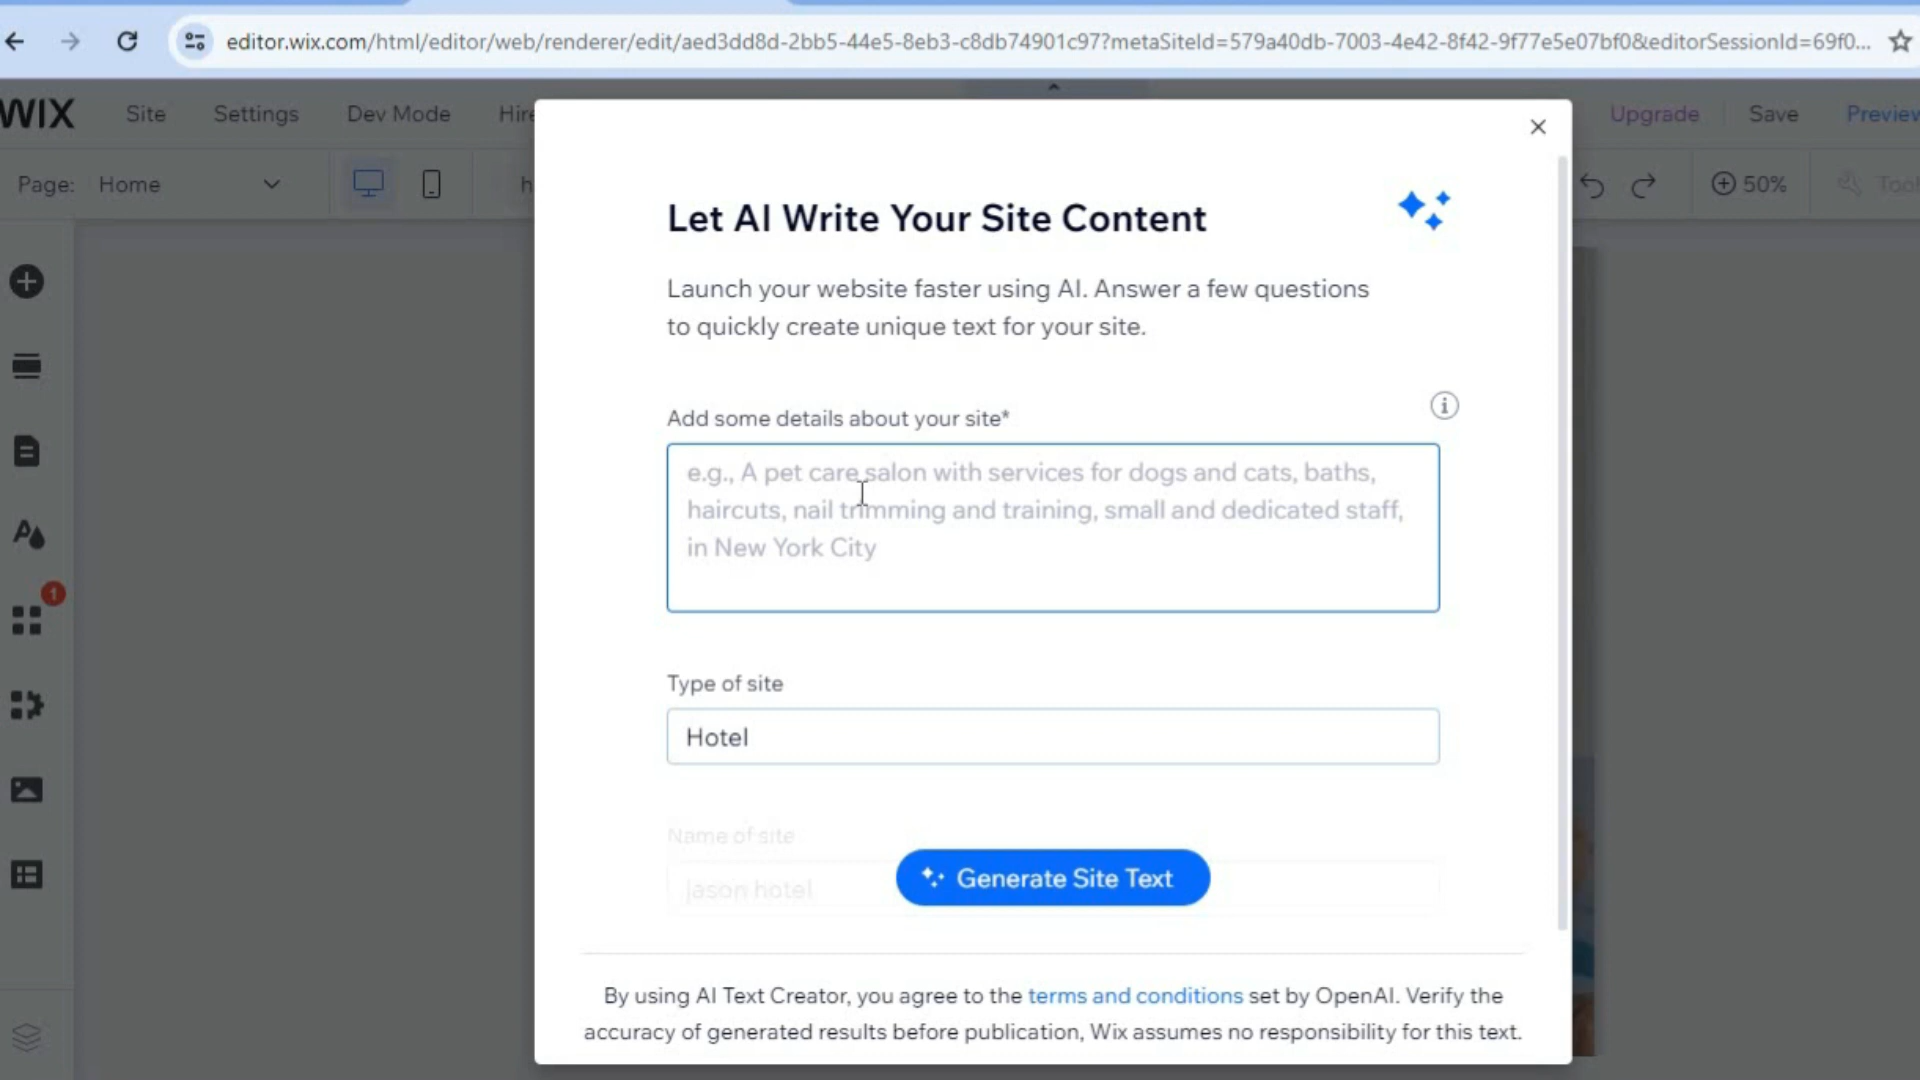 editor.wix.com/html/editor/web/renderer/edit/aed3dd8d-2bb5-44e5-8eb3-c8db74901c97?metaSiteId=579a40db-7003-4e42-8f42-9f77e5e07bf0&editorSessionId=69f0...
WIX Site Settings Dev Mode Hire Upgrade Save Preview
Page: Home h 50% Tool
Let AI Write Your Site Content
Launch your website faster using AI. Answer a few questions
to quickly create unique text for your site.
Add some details about your site*
e.g., A pet care salon with services for dogs and cats, baths,
haircuts, nail trimming and training, small and dedicated staff,
in New York City
1
Type of site
Hotel
Name of site
Jason hotel
Generate Site Text
By using AI Text Creator, you agree to the terms and conditions set by OpenAI. Verify the
accuracy of generated results before publication, Wix assumes no responsibility for this text.